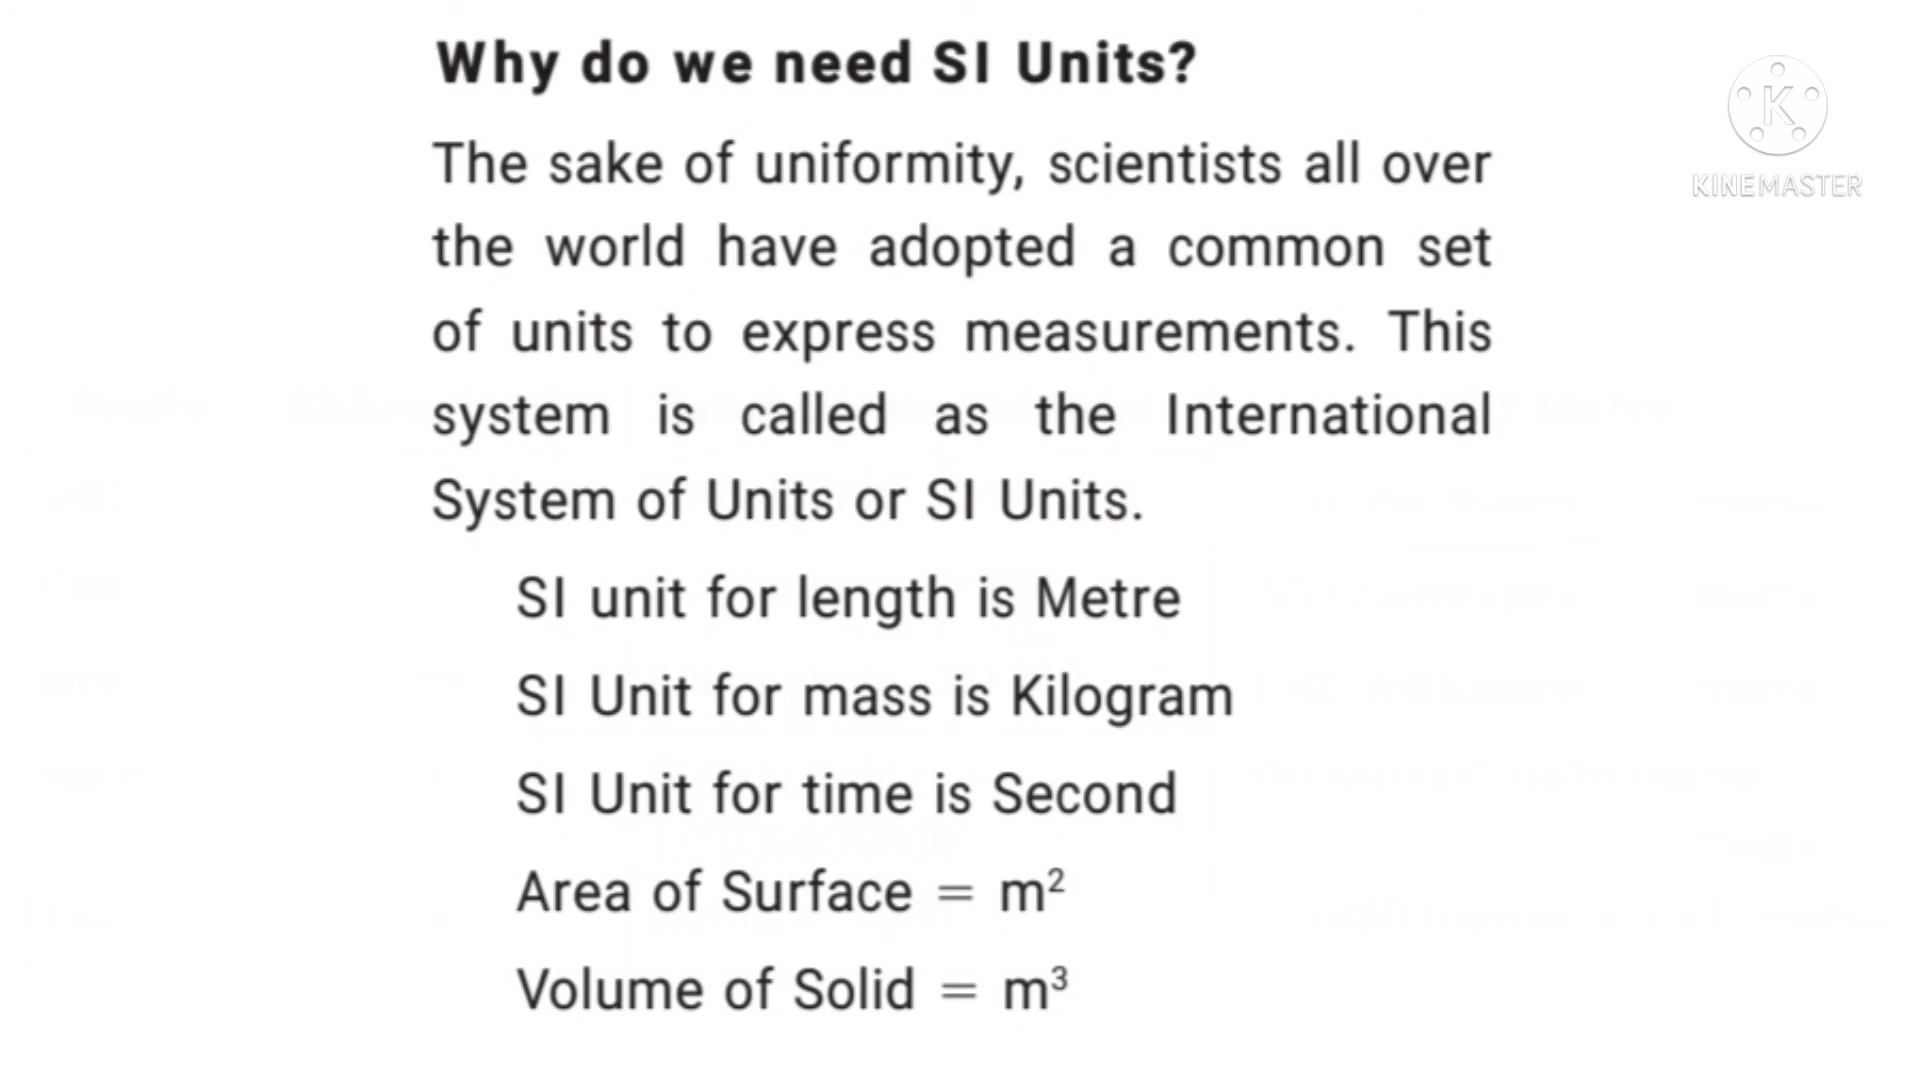 Why do we need SI Units?
The sake of uniformity, scientists all over
the world have adopted a common set
of units to express measurements. This
system is called as the International
System of Units or SI Units.
SI unit for length is Metre
SI Unit for mass is Kilogram
SI Unit for time is Second
Area of Surface = m²
Volume of Solid = m³
K
KINEMASTER